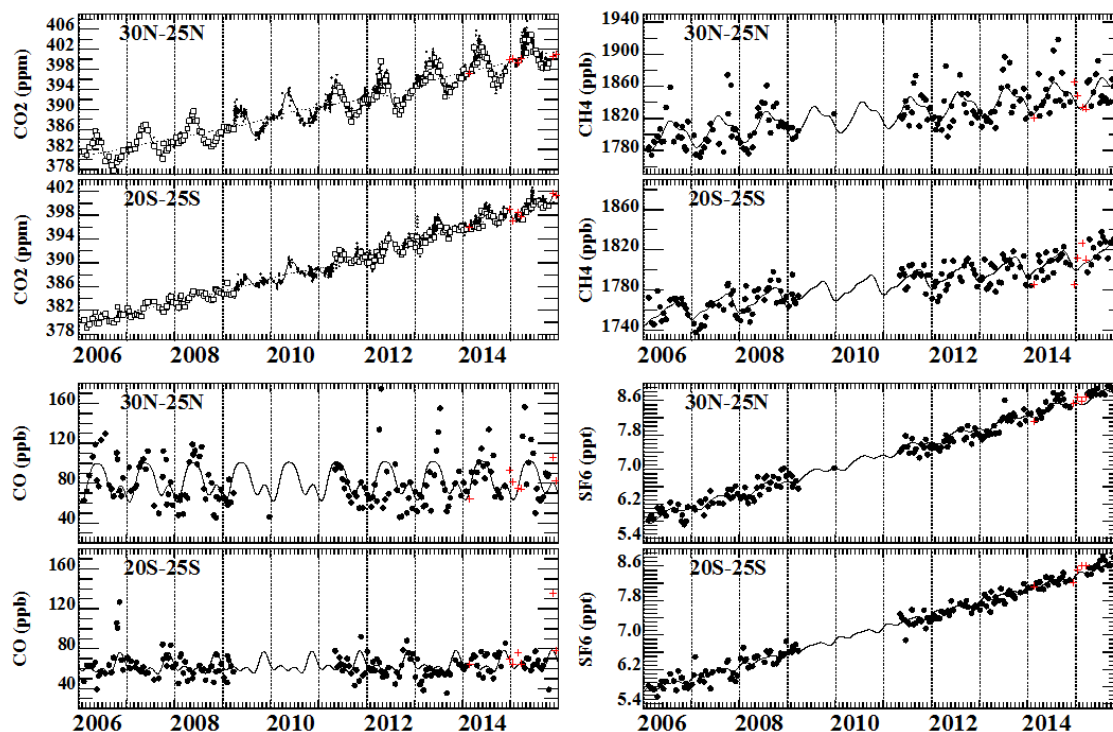 30N-25N
CO2 (ppm)
406
402
398
394
390
386
382
378
20S-25S
CO2 (ppm)
402
398
394
390
386
382
378
2006 2008 2010 2012 2014
30N-25N
CH4 (ppb)
1940
1900
1860
1820
1780
20S-25S
CH4 (ppb)
1860
1820
1780
1740
2006 2008 2010 2012 2014
30N-25N
CO (ppb)
160
120
80
40
20S-25S
CO (ppb)
160
120
80
40
2006 2008 2010 2012 2014
30N-25N
SF6 (ppt)
8.6
7.8
7.0
6.2
5.4
20S-25S
SF6 (ppt)
8.6
7.8
7.0
6.2
5.4
2006 2008 2010 2012 2014